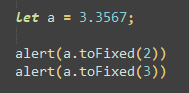 let a = 3.3567;
alert(a.toFixed(2))
alert(a.toFixed(3))